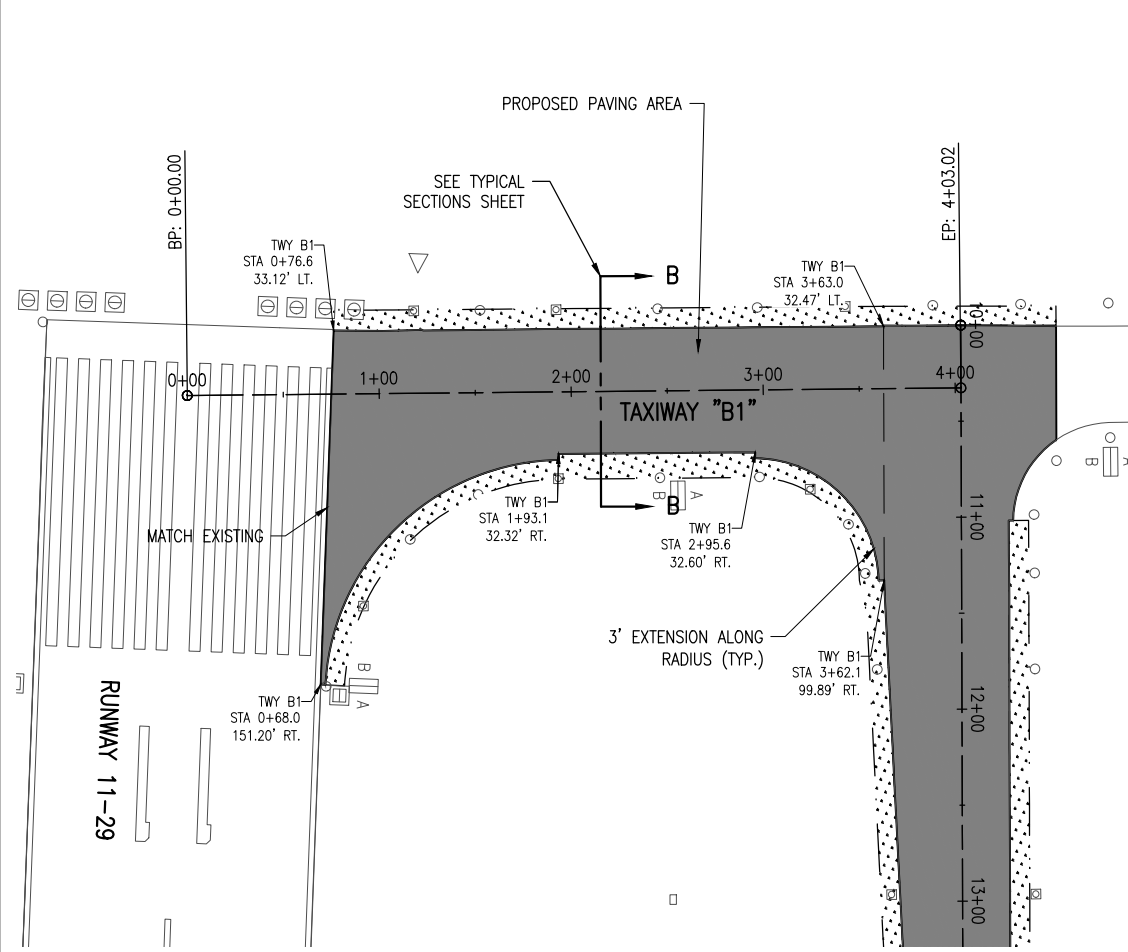 PROPOSED PAVING AREA
BP: 0+00.00
EP: 4+03.02
SEE TYPICAL
SECTIONS SHEET
TWY B1
STA 0+76.6
33.12' LT.
B
TWY B1
STA 3+63.0
32.47' LT.
10+00
0+00
1+00
2+00
3+00
4+00
TAXIWAY "B1"
B
A
B
A
B
TWY B1
STA 1+93.1
32.32' RT.
TWY B1
STA 2+95.6
32.60' RT.
11+00
MATCH EXISTING
3' EXTENSION ALONG
RADIUS (TYP.)
TWY B1
STA 3+62.1
99.89' RT.
B
A
TWY B1
STA 0+68.0
151.20' RT.
12+00
RUNWAY 11-29
13+00